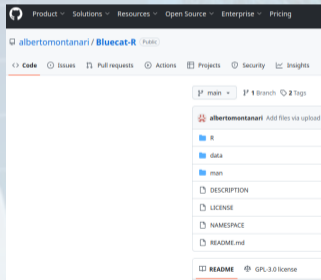 Product Solutions Resources Open Source Enterprise Pricing
albertomontanari / Bluecat-R Public
Code Issues Pull requests Actions Projects Security Insights
main 1 Branch 2 Tags
albertomontanari Add files via upload
R
data
man
DESCRIPTION
LICENSE
NAMESPACE
README.md
README GPL-3.0 license